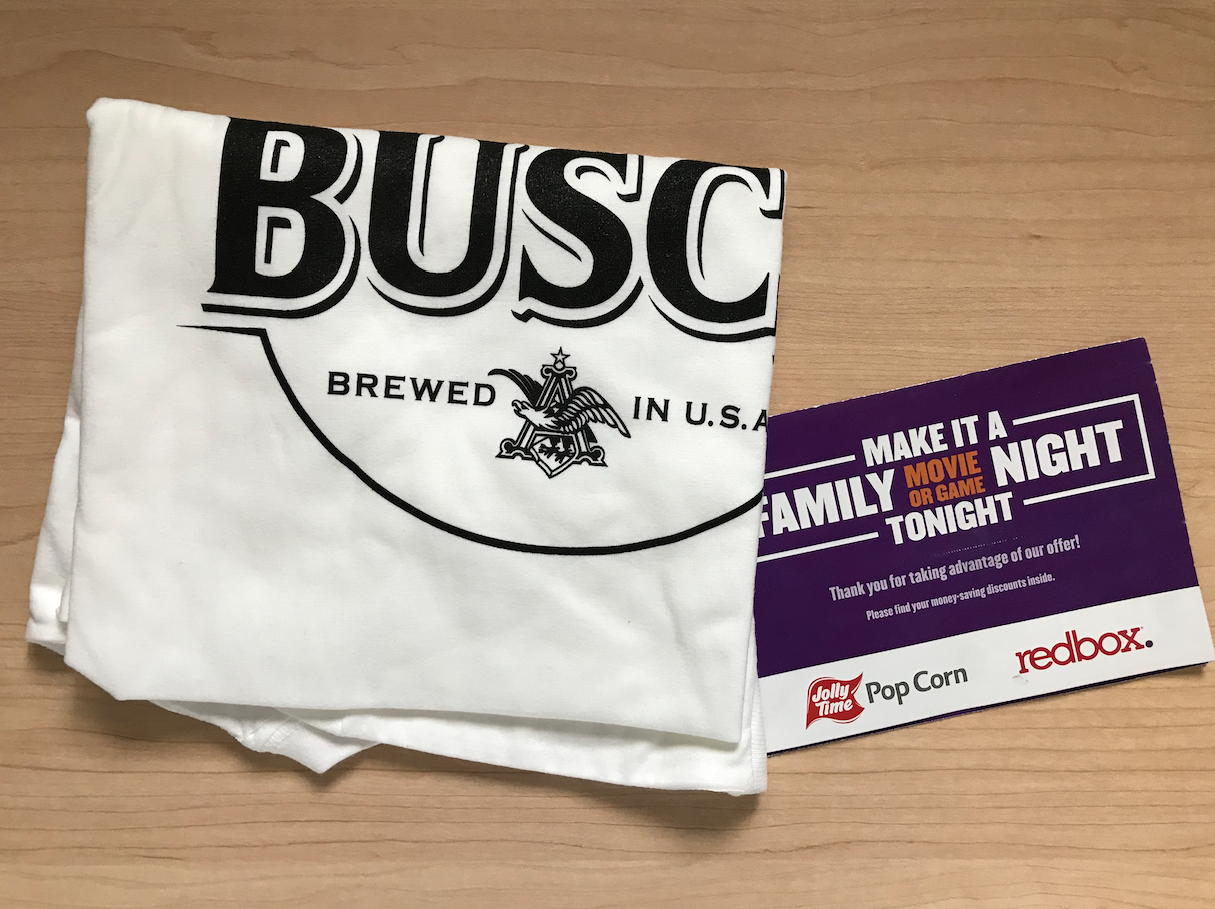 BUSC
BREWED IN U.S.A
MAKE IT A
FAMILY MOVIE OR GAME NIGHT
TONIGHT
Thank you for taking advantage of our offer!
Please find your money-saving discounts inside.
Jolly Time Pop Corn
redbox.